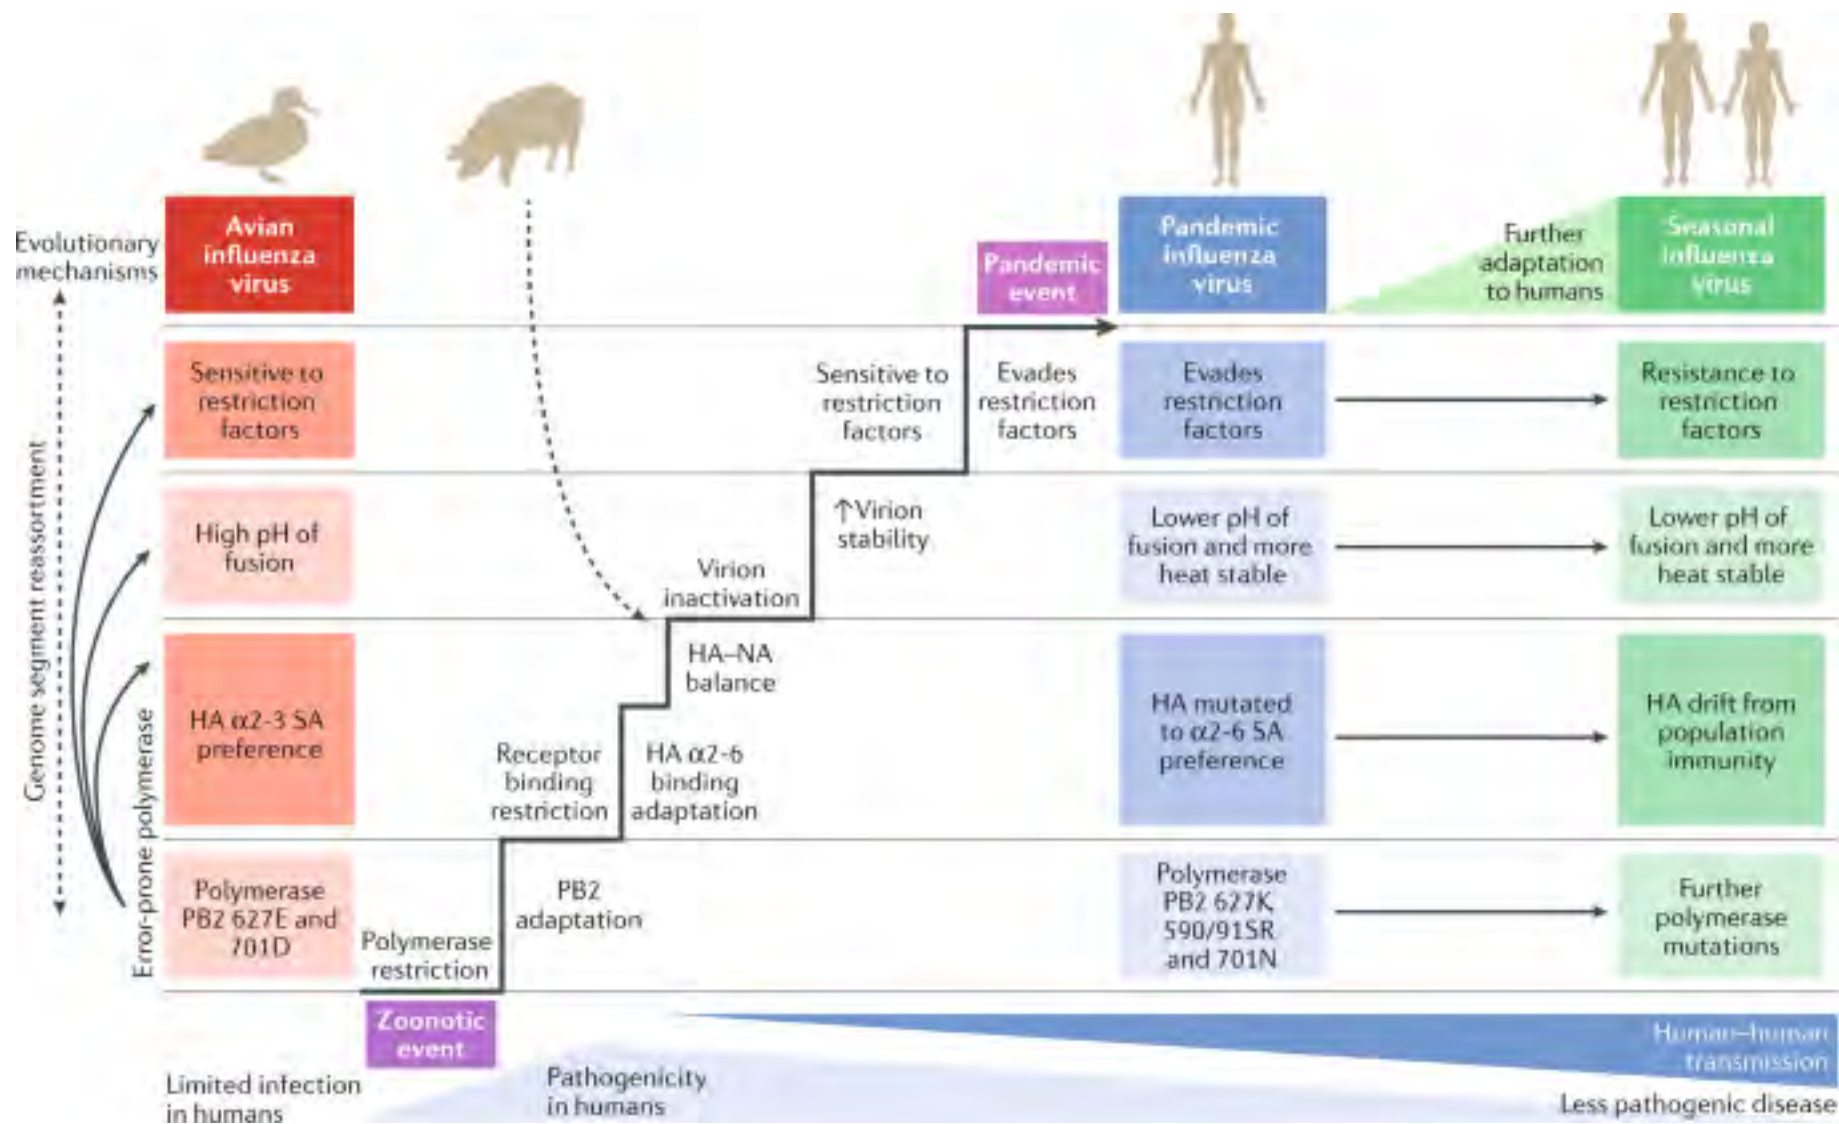 Evolutionary
mechanisms
Genome segment reassortment
Error-prone polymerase
Avian
influenza
virus
Pandemic
event
Pandemic
influenza
virus
Further
adaptation
to humans
Seasonal
influenza
virus
Sensitive to
restriction
factors
Sensitive to
restriction
factors
Evades
restriction
factors
Evades
restriction
factors
Resistance to
restriction
factors
High pH of
fusion
Virion
inactivation
↑Virion
stability
Lower pH of
fusion and more
heat stable
Lower pH of
fusion and more
heat stable
HA α2-3 SA
preference
Receptor
binding
restriction
HA–NA
balance
HA α2-6
binding
adaptation
HA mutated
to α2-6 SA
preference
HA drift from
population
immunity
Polymerase
PB2 627E and
701D
Polymerase
restriction
PB2
adaptation
Polymerase
PB2 627K,
590/91SR
and 701N
Further
polymerase
mutations
Zoonotic
event
Human–human
transmission
Limited infection
in humans
Pathogenicity
in humans
Less pathogenic disease